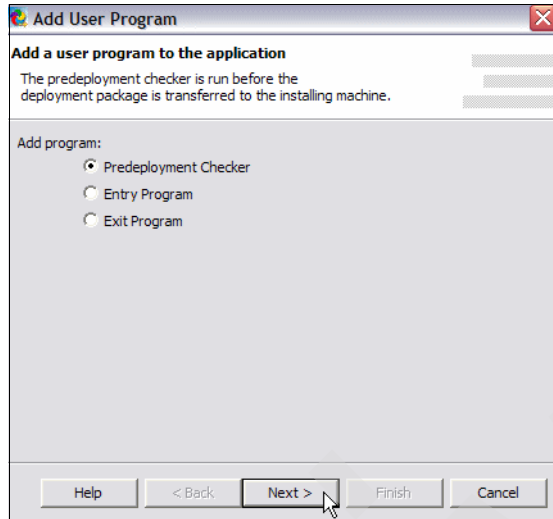 Add User Program
Add a user program to the application
The predeployment checker is run before the
deployment package is transferred to the installing machine.
Add program:
Predeployment Checker
Entry Program
Exit Program
Help < Back Next > Finish Cancel